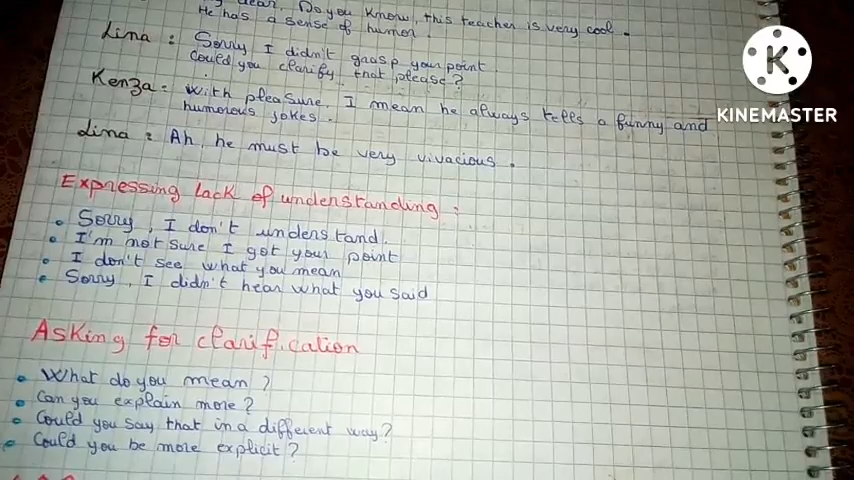 dear. Do you know, this teacher is very cool.
He has a sense of humor.
Lina : Sorry I didn't grasp your point
could you clarify that please?
Kenza : With pleasure. I mean he always tells a funny and
humorous jokes.
Lina : Ah, he must be very vivacious.
Expressing lack of understanding :
• Sorry, I don't understand.
• I'm not sure I got your point
• I don't see what you mean
• Sorry, I didn't hear what you said
Asking for clarification
• What do you mean?
• Can you explain more?
• Could you say that in a different way?
• Could you be more explicit?
K
KINEMASTER